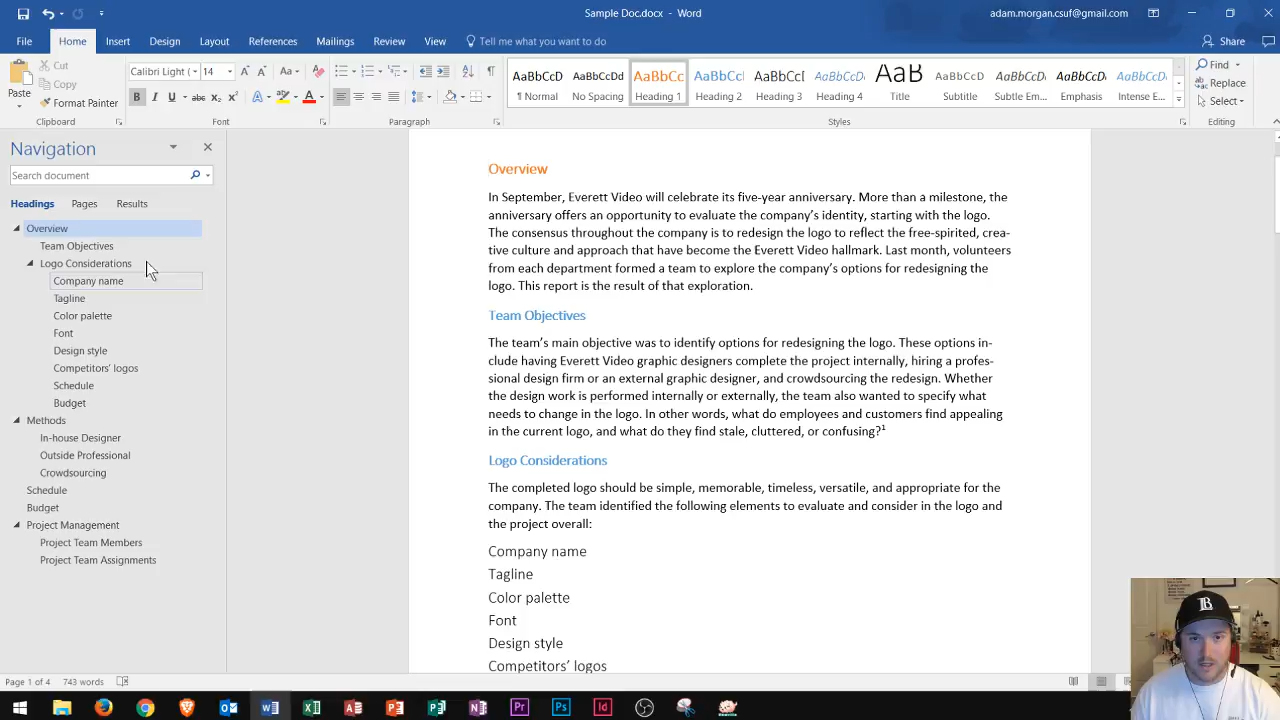 Sample Doc.docx - Word
adam.morgan.csuf@gmail.com
File Home Insert Design Layout References Mailings Review View Tell me what you want to do
Share
Paste
Cut
Copy
Format Painter
Clipboard
Calibri Light ( 14
Font
Paragraph
AaBbCcD AaBbCcDd AaBbCc AaBbCcl AaBbCc[ AaBbCcDd AaB AaBbCcD AaBbCcDd AaBbCcDd AaBbCcDd
¶ Normal No Spacing Heading 1 Heading 2 Heading 3 Heading 4 Title Subtitle Subtle Em... Emphasis Intense E...
Styles
Find
Replace
Select
Editing
Navigation
Search document
Headings Pages Results
Overview
Team Objectives
Logo Considerations
Company name
Tagline
Color palette
Font
Design style
Competitors' logos
Schedule
Budget
Methods
In-house Designer
Outside Professional
Crowdsourcing
Schedule
Budget
Project Management
Project Team Members
Project Team Assignments
Overview
In September, Everett Video will celebrate its five-year anniversary. More than a milestone, the
anniversary offers an opportunity to evaluate the company's identity, starting with the logo.
The consensus throughout the company is to redesign the logo to reflect the free-spirited, crea-
tive culture and approach that have become the Everett Video hallmark. Last month, volunteers
from each department formed a team to explore the company's options for redesigning the
logo. This report is the result of that exploration.
Team Objectives
The team's main objective was to identify options for redesigning the logo. These options in-
clude having Everett Video graphic designers complete the project internally, hiring a profes-
sional design firm or an external graphic designer, and crowdsourcing the redesign. Whether
the design work is performed internally or externally, the team also wanted to specify what
needs to change in the logo. In other words, what do employees and customers find appealing
in the current logo, and what do they find stale, cluttered, or confusing?¹
Logo Considerations
The completed logo should be simple, memorable, timeless, versatile, and appropriate for the
company. The team identified the following elements to evaluate and consider in the logo and
the project overall:
Company name
Tagline
Color palette
Font
Design style
Competitors' logos
Page 1 of 4 743 words